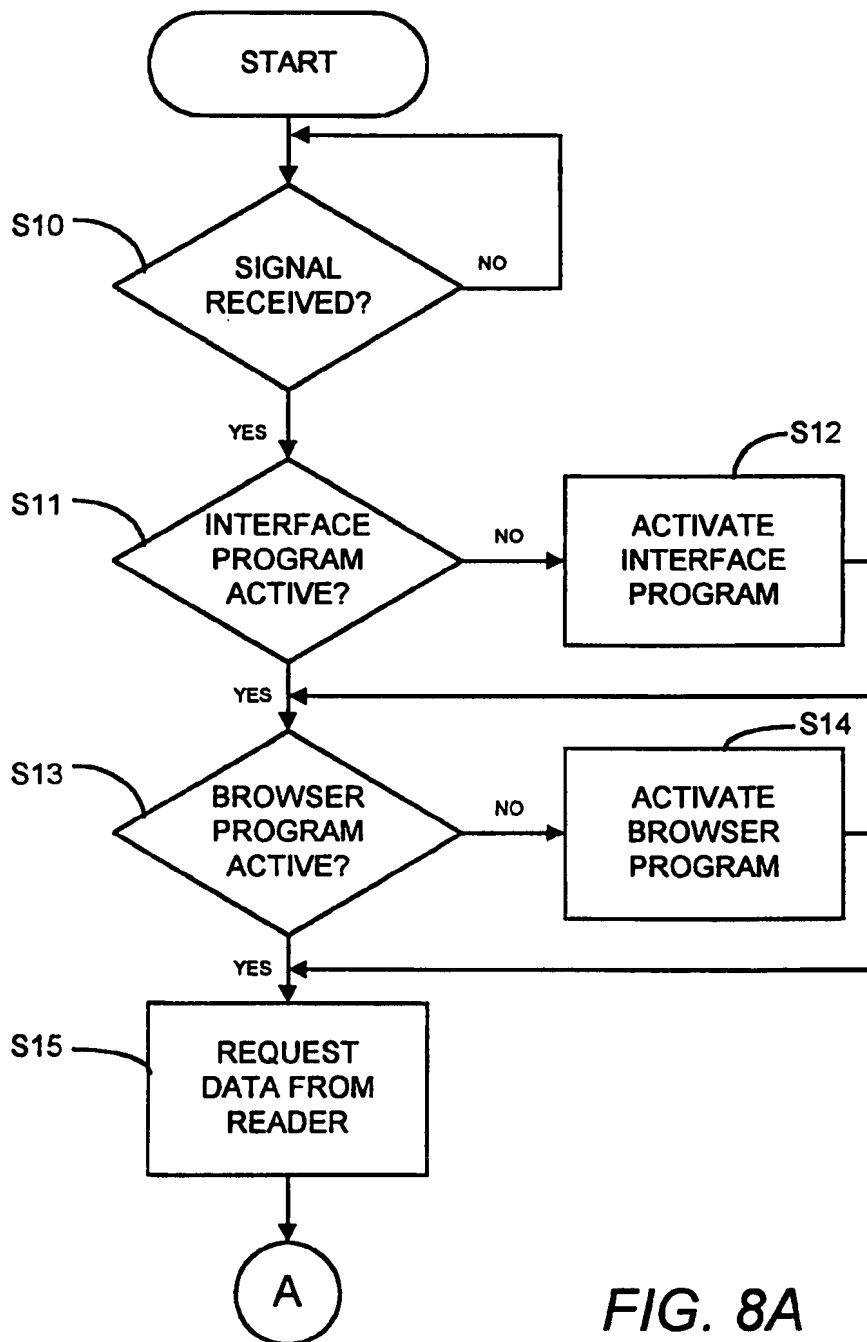 START
S10
SIGNAL
RECEIVED?
NO
YES
S11
INTERFACE
PROGRAM
ACTIVE?
NO
S12
ACTIVATE
INTERFACE
PROGRAM
YES
S13
BROWSER
PROGRAM
ACTIVE?
NO
S14
ACTIVATE
BROWSER
PROGRAM
YES
S15
REQUEST
DATA FROM
READER
A
FIG. 8A